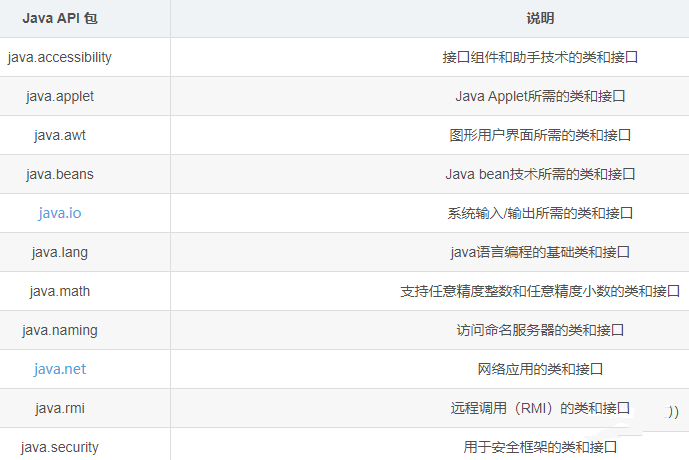 Java API 包 说明
java.accessibility 接口组件和助手技术的类和接口
java.applet Java Applet所需的类和接口
java.awt 图形用户界面所需的类和接口
java.beans Java bean技术所需的类和接口
java.io 系统输入/输出所需的类和接口
java.lang java语言编程的基础类和接口
java.math 支持任意精度整数和任意精度小数的类和接口
java.naming 访问命名服务器的类和接口
java.net 网络应用的类和接口
java.rmi 远程调用（RMI）的类和接口 ))
java.security 用于安全框架的类和接口